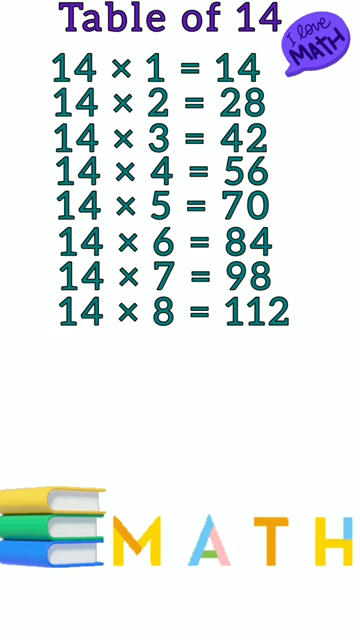 Table of 14
I love
MATH
14 × 1 = 14
14 × 2 = 28
14 × 3 = 42
14 × 4 = 56
14 × 5 = 70
14 × 6 = 84
14 × 7 = 98
14 × 8 = 112
MATH